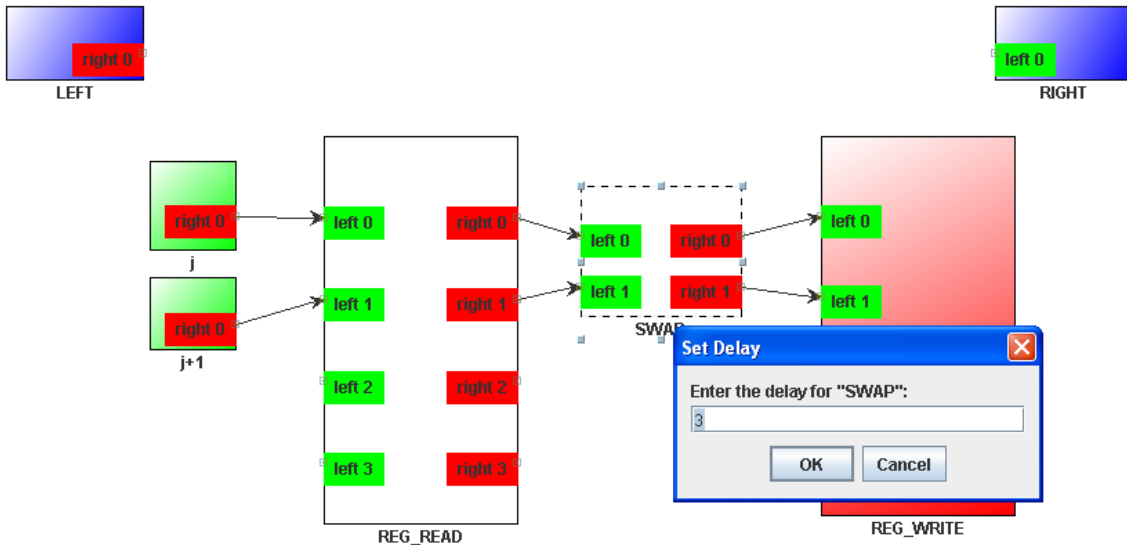 right 0
LEFT
left 0
RIGHT
right 0
j
right 0
j+1
left 0
right 0
left 1
right 1
left 2
right 2
left 3
right 3
REG_READ
left 0
right 0
left 1
right 1
SWAP
left 0
left 1
REG_WRITE
Set Delay
Enter the delay for "SWAP":
3
OK
Cancel